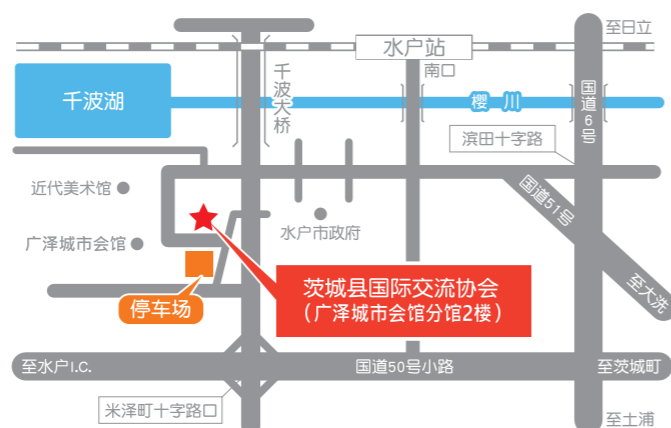 至日立
水户站
南口
千波湖
千波大桥
樱川
国道6号
滨田十字路
近代美术馆
国道51号
水户市政府
广泽城市会馆
茨城县国际交流协会
（广泽城市会馆分馆2楼）
至大洗
停车场
至水户I.C.
国道50号小路
至茨城町
米泽町十字路口
至土浦